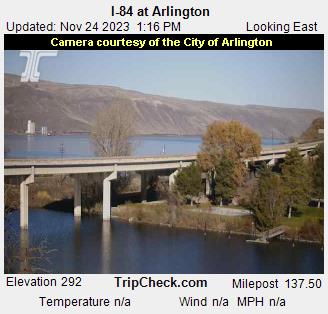 I-84 at Arlington
Updated: Nov 24 2023 1:16 PM Looking East
Camera courtesy of the City of Arlington
Elevation 292 TripCheck.com Milepost 137.50
Temperature n/a Wind n/a MPH n/a